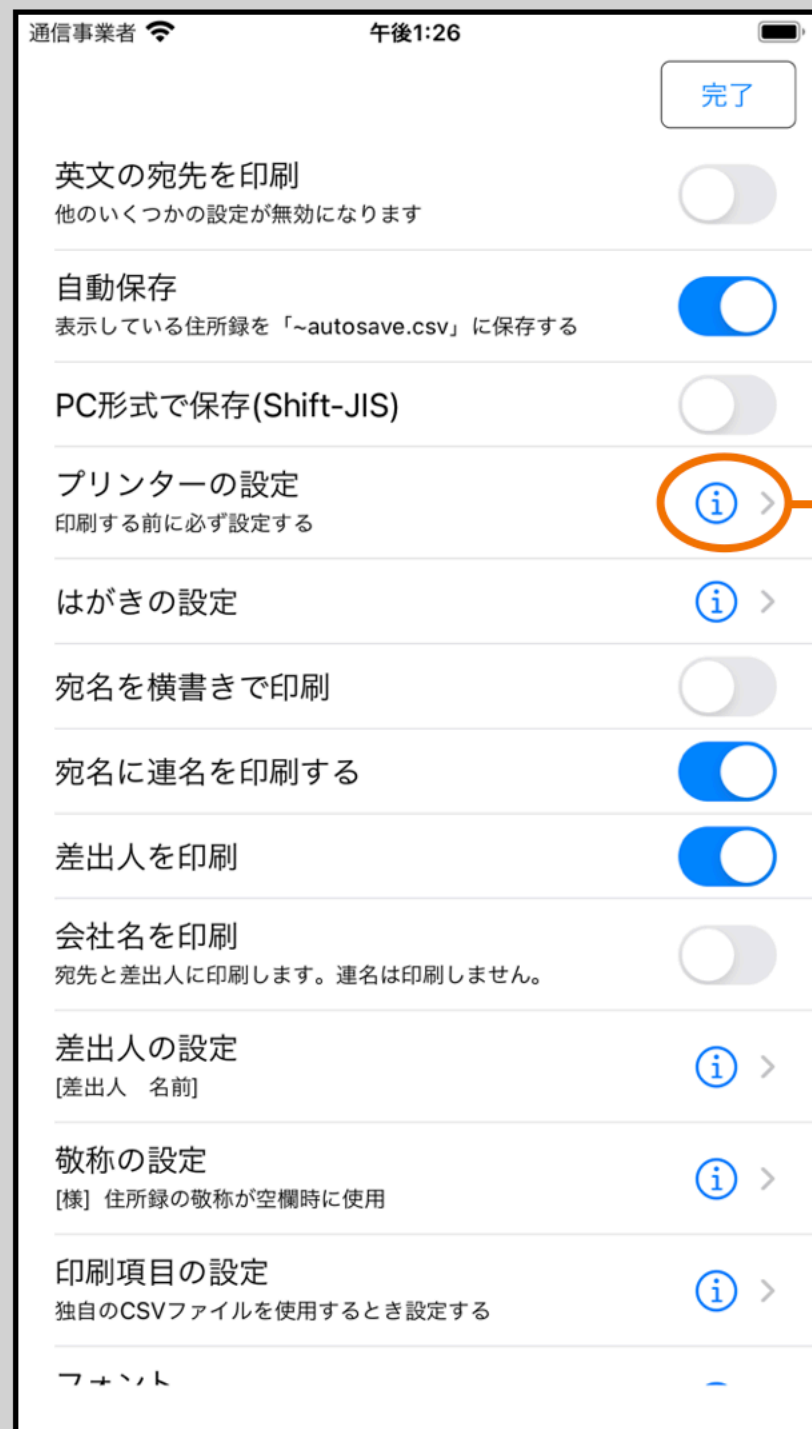 通信事業者 午後1:26
完了
英文の宛先を印刷
他のいくつかの設定が無効になります
自動保存
表示している住所録を「~autosave.csv」に保存する
PC形式で保存(Shift-JIS)
プリンターの設定
印刷する前に必ず設定する
はがきの設定
宛名を横書きで印刷
宛名に連名を印刷する
差出人を印刷
会社名を印刷
宛先と差出人に印刷します。連名は印刷しません。
差出人の設定
[差出人　名前]
敬称の設定
[様] 住所録の敬称が空欄時に使用
印刷項目の設定
独自のCSVファイルを使用するとき設定する
フォント